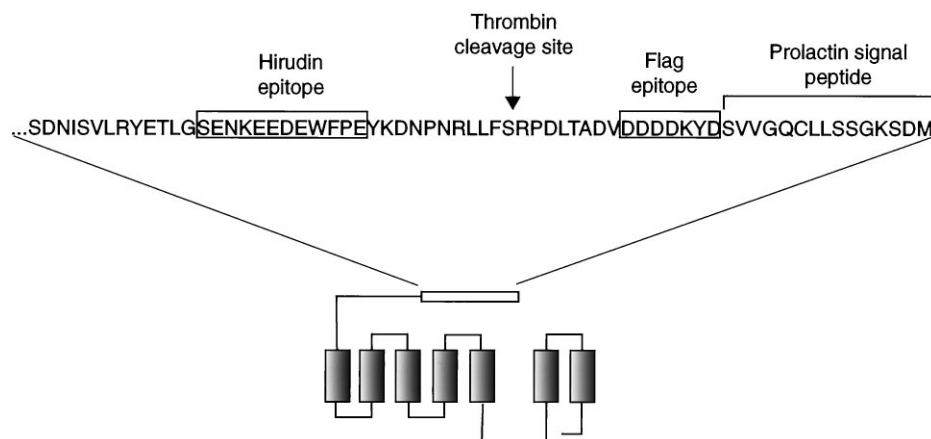 Thrombin
cleavage site
Hirudin
epitope
Flag
epitope
Prolactin signal
peptide
...SDNISVLRYETLGSENKEEDEWFPEYKDNPNRLLFSRPDLTADVDDDDKYDSVVGQCLLSSGKSDM